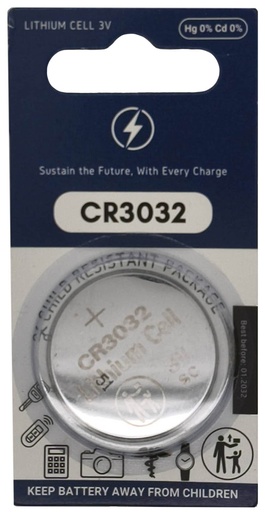 LITHIUM CELL 3V
Hg 0% Cd 0%
Sustain the Future, With Every Charge
CR3032
CHILD RESISTANT PACKAGE
+
CR3032
Lithium Cell
Best before: 01.2032
KEEP BATTERY AWAY FROM CHILDREN